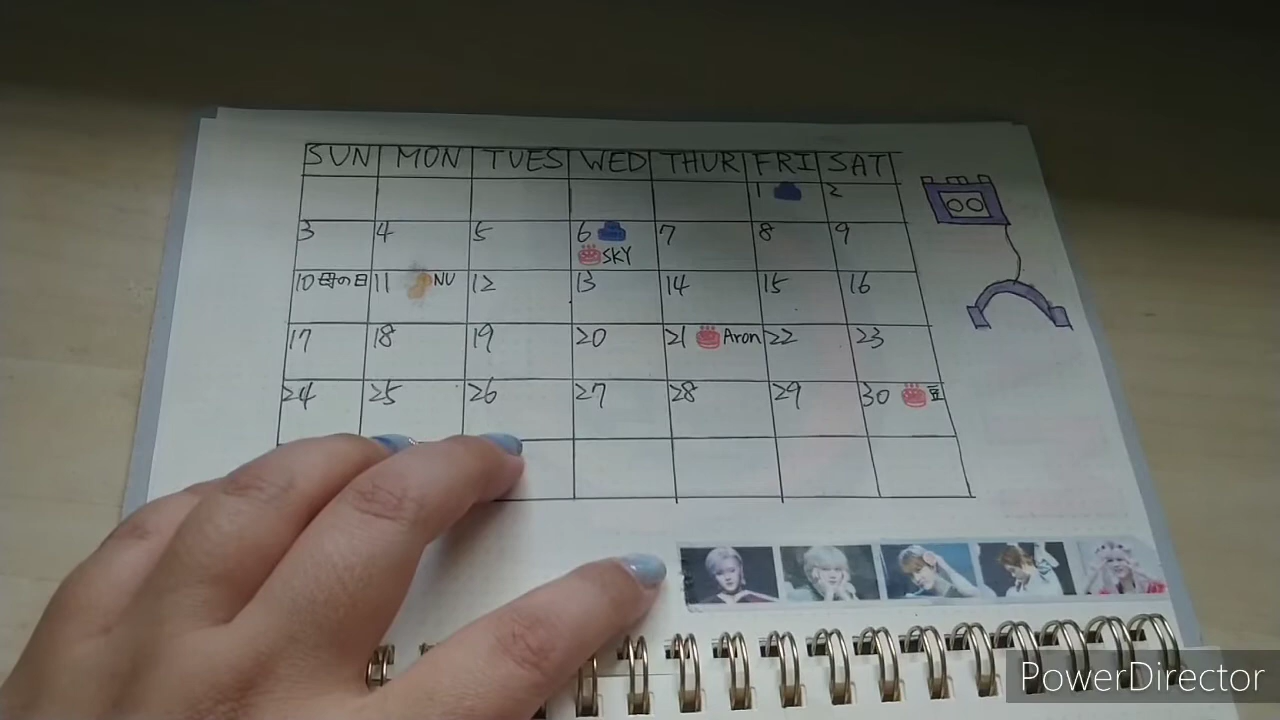 SUN MON TUES WED THUR FRI SAT
1 2
3 4 5 6 7 8 9
SKY
10 母の日 11 NU 12 13 14 15 16
17 18 19 20 21 Aron 22 23
24 25 26 27 28 29 30 豆
PowerDirector